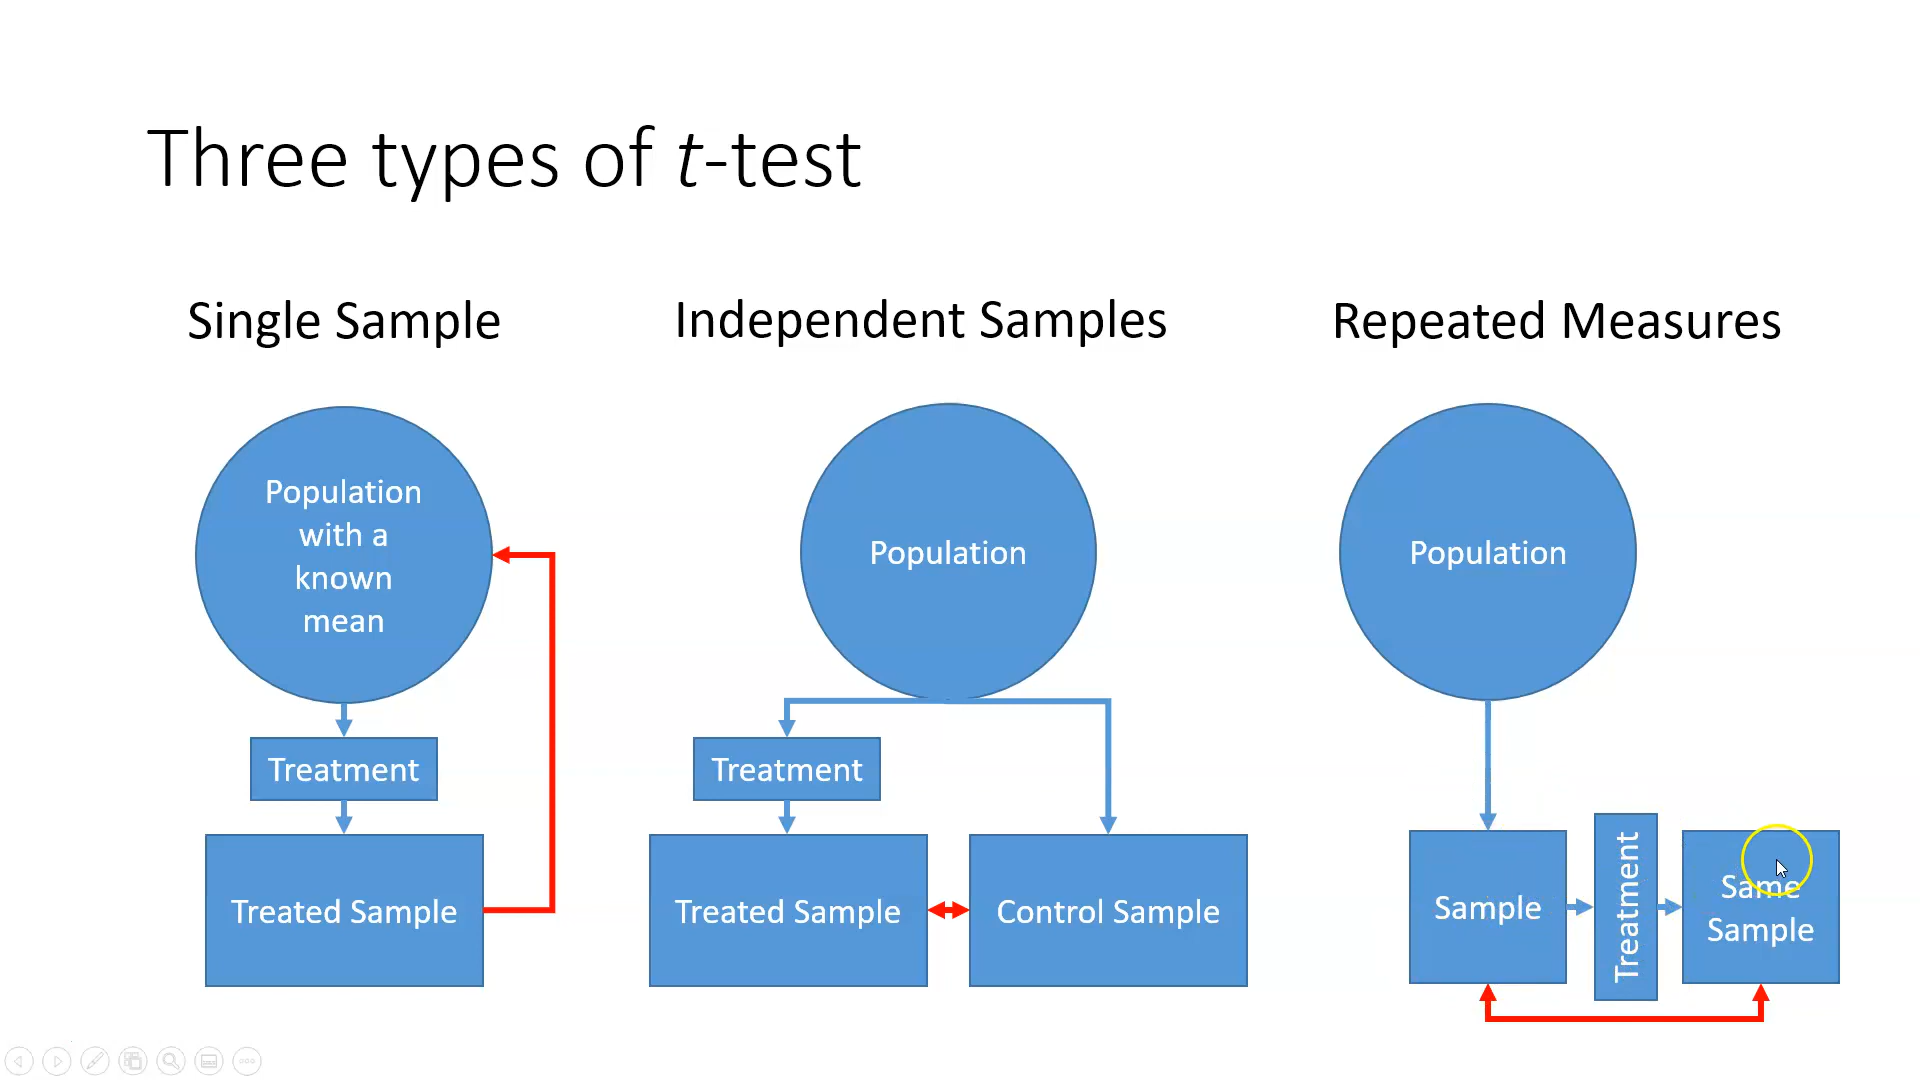 Three types of t-test
Single Sample
Population
with a
known
mean
Treatment
Treated Sample
Independent Samples
Population
Treatment
Treated Sample
Control Sample
Repeated Measures
Population
Sample
Treatment
Same
Sample